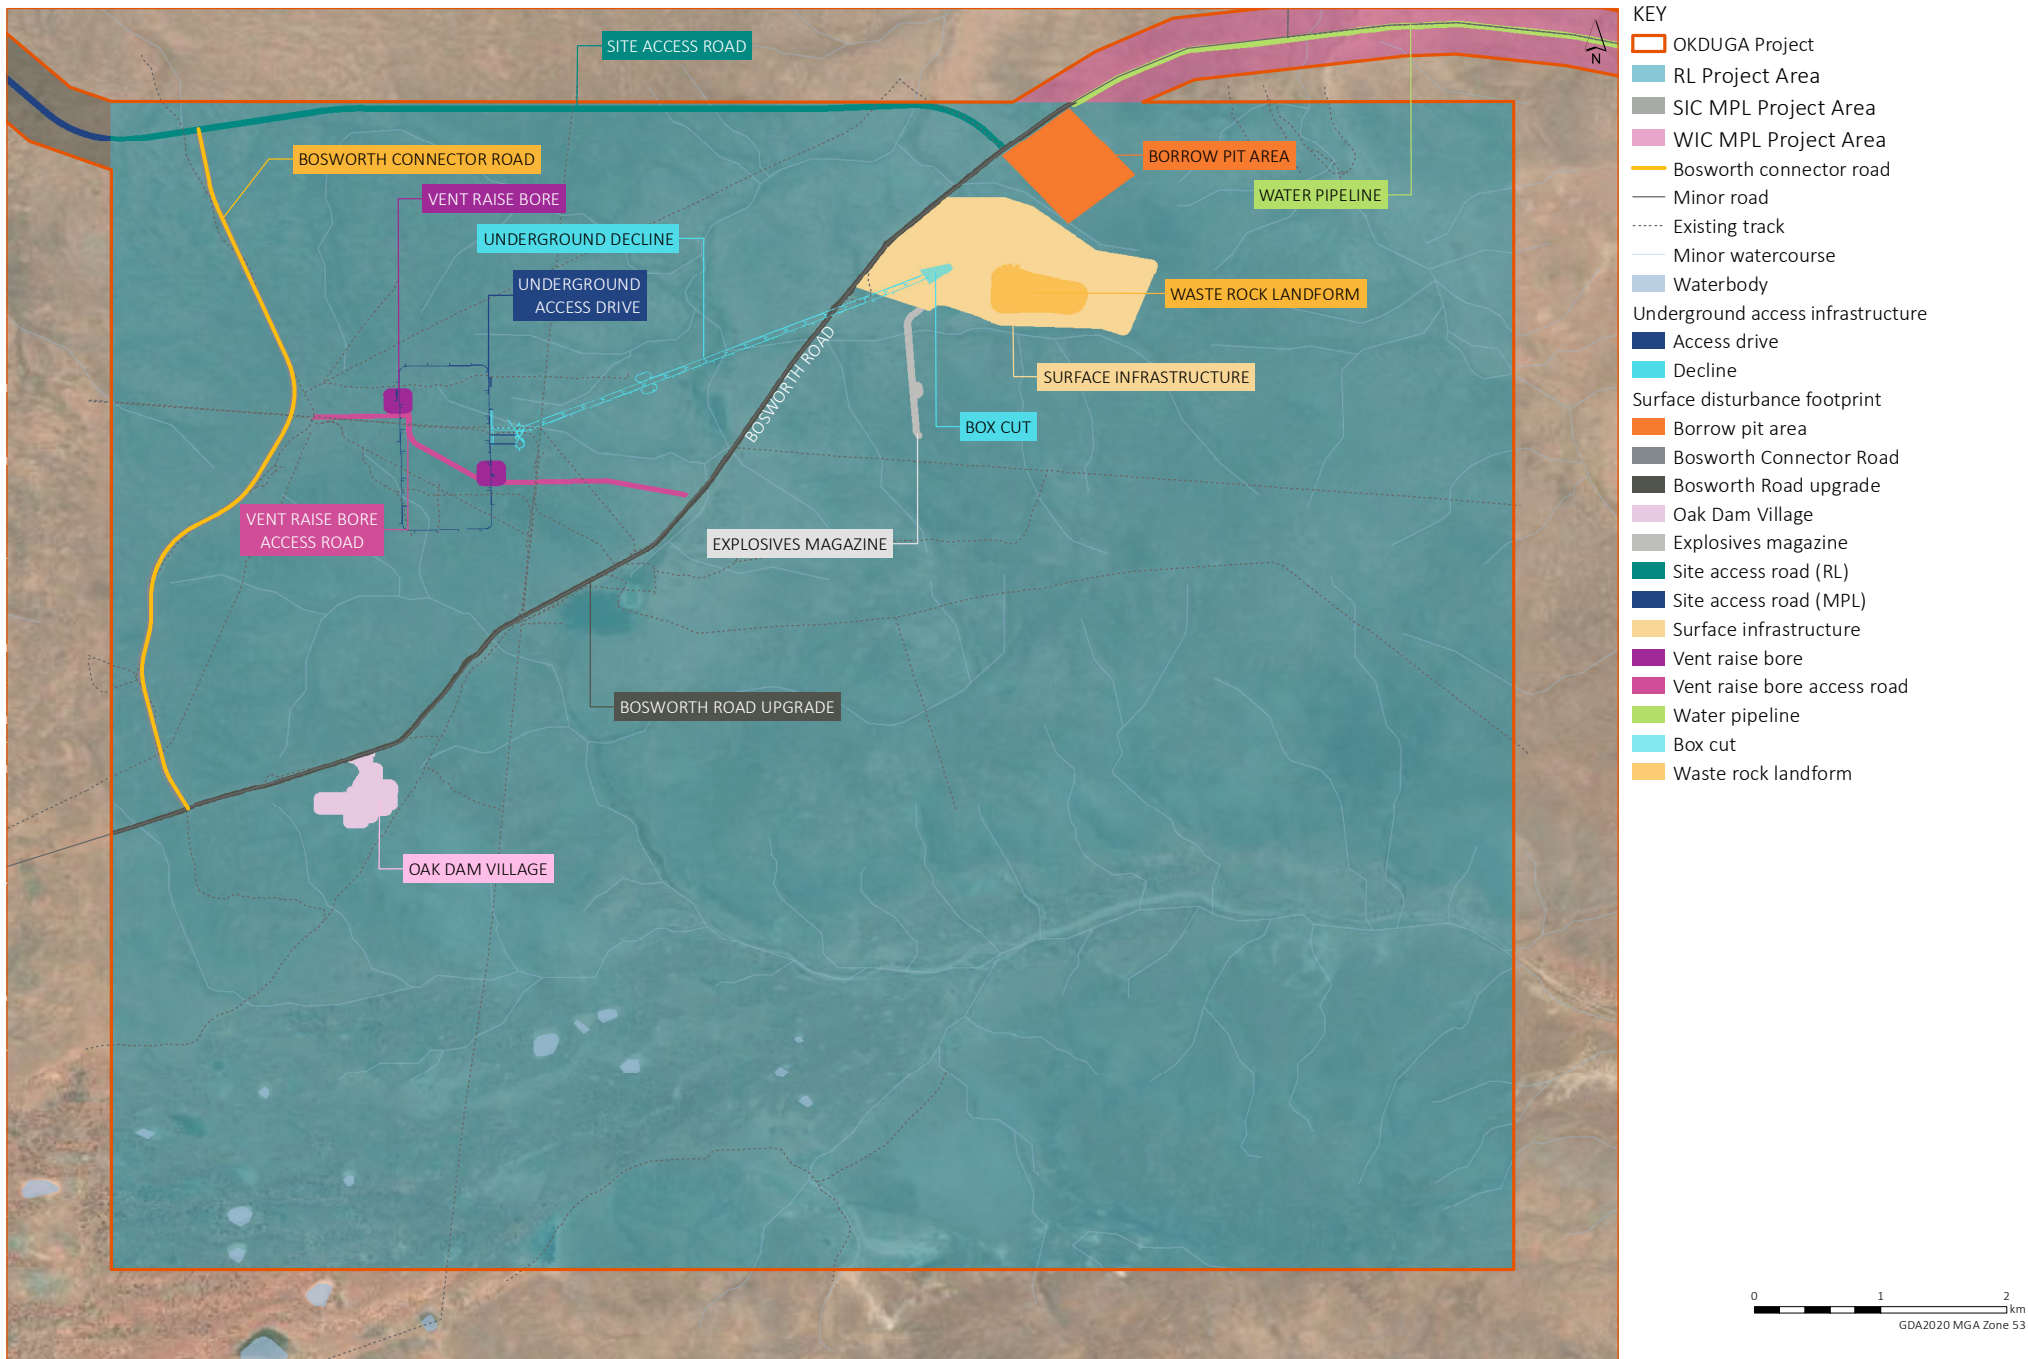 SITE ACCESS ROAD
BOSWORTH CONNECTOR ROAD
VENT RAISE BORE
UNDERGROUND DECLINE
UNDERGROUND
ACCESS DRIVE
BORROW PIT AREA
WATER PIPELINE
WASTE ROCK LANDFORM
SURFACE INFRASTRUCTURE
BOSWORTH ROAD
BOX CUT
VENT RAISE BORE
ACCESS ROAD
EXPLOSIVES MAGAZINE
BOSWORTH ROAD UPGRADE
OAK DAM VILLAGE
N
KEY
OKDUGA Project
RL Project Area
SIC MPL Project Area
WIC MPL Project Area
Bosworth connector road
Minor road
Existing track
Minor watercourse
Waterbody
Underground access infrastructure
Access drive
Decline
Surface disturbance footprint
Borrow pit area
Bosworth Connector Road
Bosworth Road upgrade
Oak Dam Village
Explosives magazine
Site access road (RL)
Site access road (MPL)
Surface infrastructure
Vent raise bore
Vent raise bore access road
Water pipeline
Box cut
Waste rock landform
0 1 2
km
GDA2020 MGA Zone 53